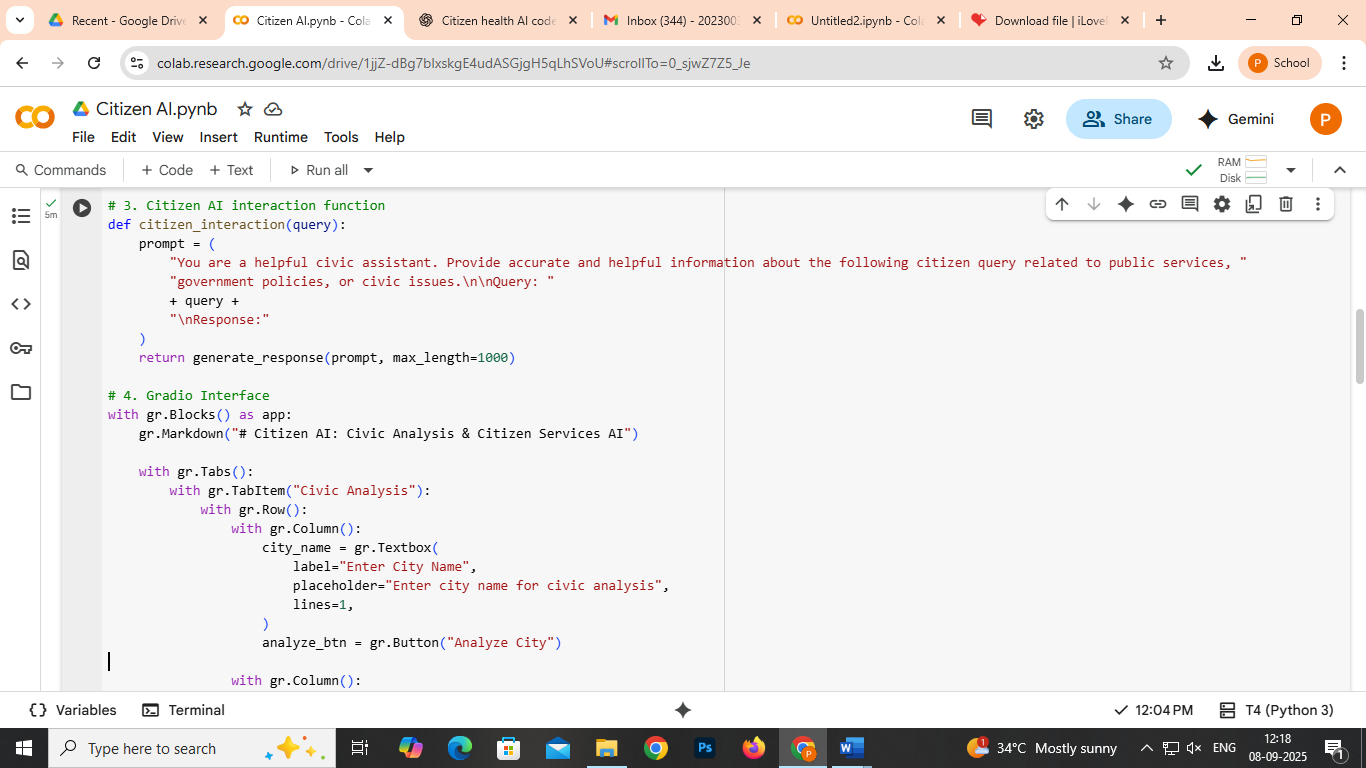 Recent - Google Drive
Citizen AI.pynb - Cola
Citizen health AI code
Inbox (344) - 202300
Untitled2.ipynb - Cola
Download file | iLove
colab.research.google.com/drive/1jjZ-dBg7blxskgE4udASGjgH5qLhSVoU#scrollTo=0_sjwZ7Z5_Je
P School
Citizen AI.pynb
File Edit View Insert Runtime Tools Help
Share
Gemini
P
Commands + Code + Text Run all
RAM
Disk
5m
# 3. Citizen AI interaction function
def citizen_interaction(query):
    prompt = (
        "You are a helpful civic assistant. Provide accurate and helpful information about the following citizen query related to public services, "
        "government policies, or civic issues.\n\nQuery: "
        + query +
        "\nResponse:"
    )
    return generate_response(prompt, max_length=1000)
# 4. Gradio Interface
with gr.Blocks() as app:
    gr.Markdown("# Citizen AI: Civic Analysis & Citizen Services AI")
    with gr.Tabs():
        with gr.TabItem("Civic Analysis"):
            with gr.Row():
                with gr.Column():
                    city_name = gr.Textbox(
                        label="Enter City Name",
                        placeholder="Enter city name for civic analysis",
                        lines=1,
                    )
                    analyze_btn = gr.Button("Analyze City")
                with gr.Column():
Variables Terminal
12:04 PM T4 (Python 3)
Type here to search
Ps
W
1
34°C Mostly sunny
ENG
12:18
08-09-2025
1